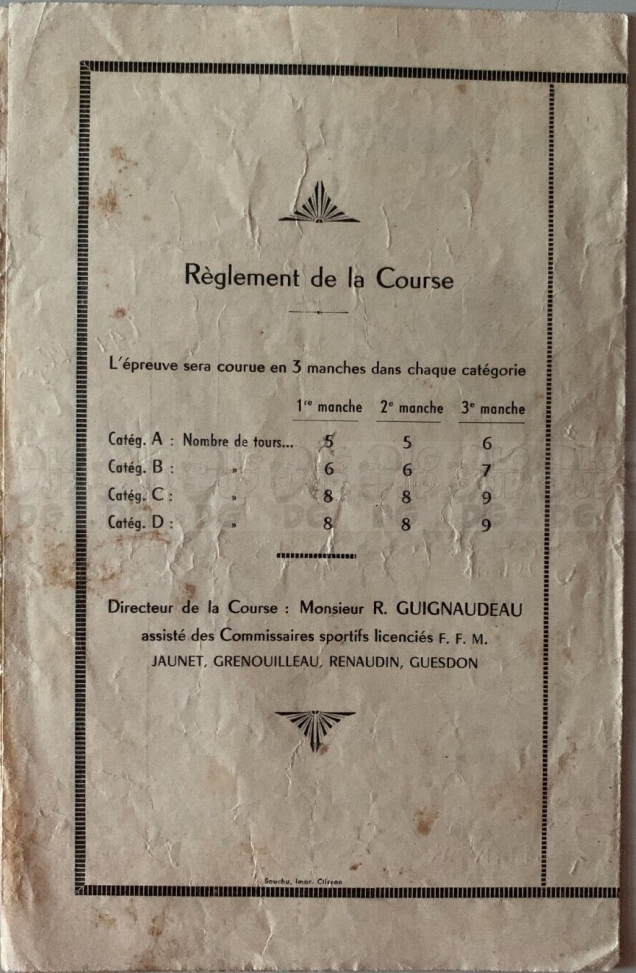 Règlement de la Course
L'épreuve sera courue en 3 manches dans chaque catégorie
1re manche 2e manche 3e manche
Catég. A : Nombre de tours... 5 5 6
Catég. B : » 6 6 7
Catég. C : » 8 8 9
Catég. D : » 8 8 9
Directeur de la Course : Monsieur R. GUIGNAUDEAU
assisté des Commissaires sportifs licenciés F. F. M.
JAUNET, GRENOUILLEAU, RENAUDIN, GUESDON
Bauchu, Impr. Clisson